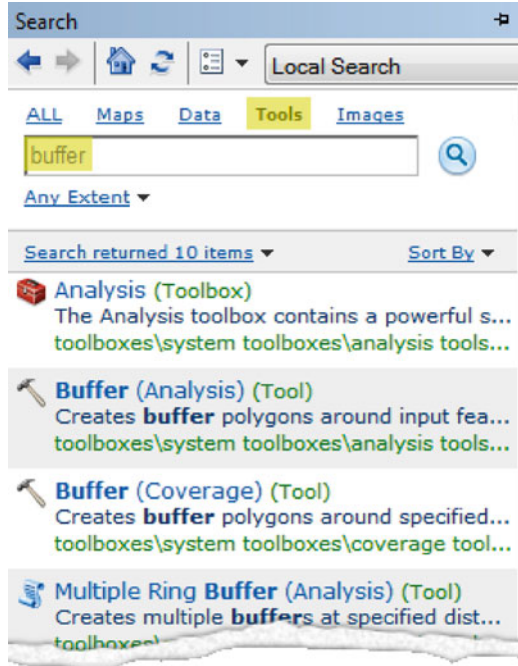 Search
Local Search
ALL Maps Data Tools Images
buffer
Any Extent
Search returned 10 items Sort By
Analysis (Toolbox)
The Analysis toolbox contains a powerful s...
toolboxes\system toolboxes\analysis tools...
Buffer (Analysis) (Tool)
Creates buffer polygons around input fea...
toolboxes\system toolboxes\analysis tools...
Buffer (Coverage) (Tool)
Creates buffer polygons around specified...
toolboxes\system toolboxes\coverage tool...
Multiple Ring Buffer (Analysis) (Tool)
Creates multiple buffers at specified dist...
toolboxes\